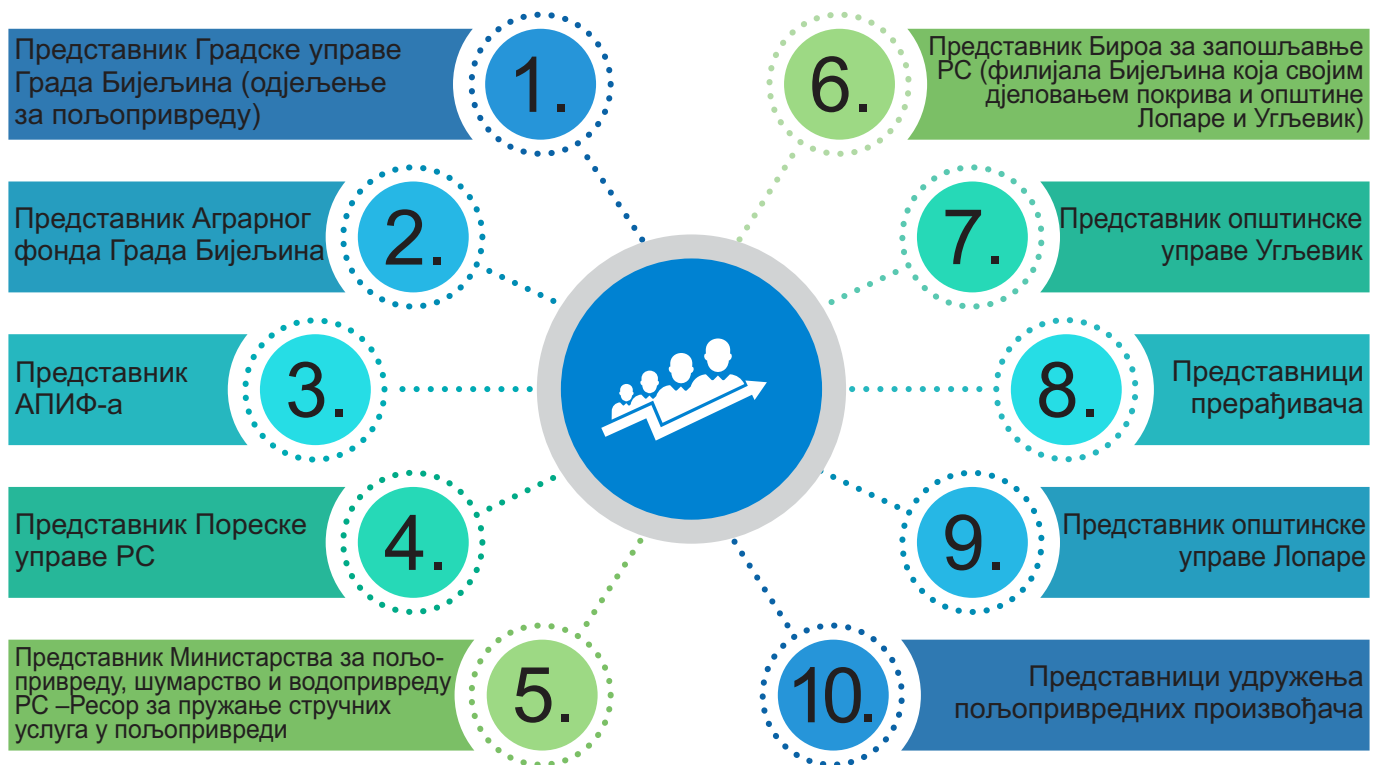 1.
Представник Градске управе
Града Бијељина (одјељење
за пољопривреду)
2.
Представник Аграрног
фонда Града Бијељина
3.
Представник
АПИФ-а
4.
Представник Пореске
управе РС
5.
Представник Министарства за пољо-
привреду, шумарство и водопривреду
РС –Ресор за пружање стручних
услуга у пољопривреди
6.
Представник Бироа за запошљавње
РС (филијала Бијељина која својим
дјеловањем покрива и општине
Лопаре и Угљевик)
7.
Представник општинске
управе Угљевик
8.
Представници
прерађивача
9.
Представник општинске
управе Лопаре
10.
Представници удружења
пољопривредних произвођача